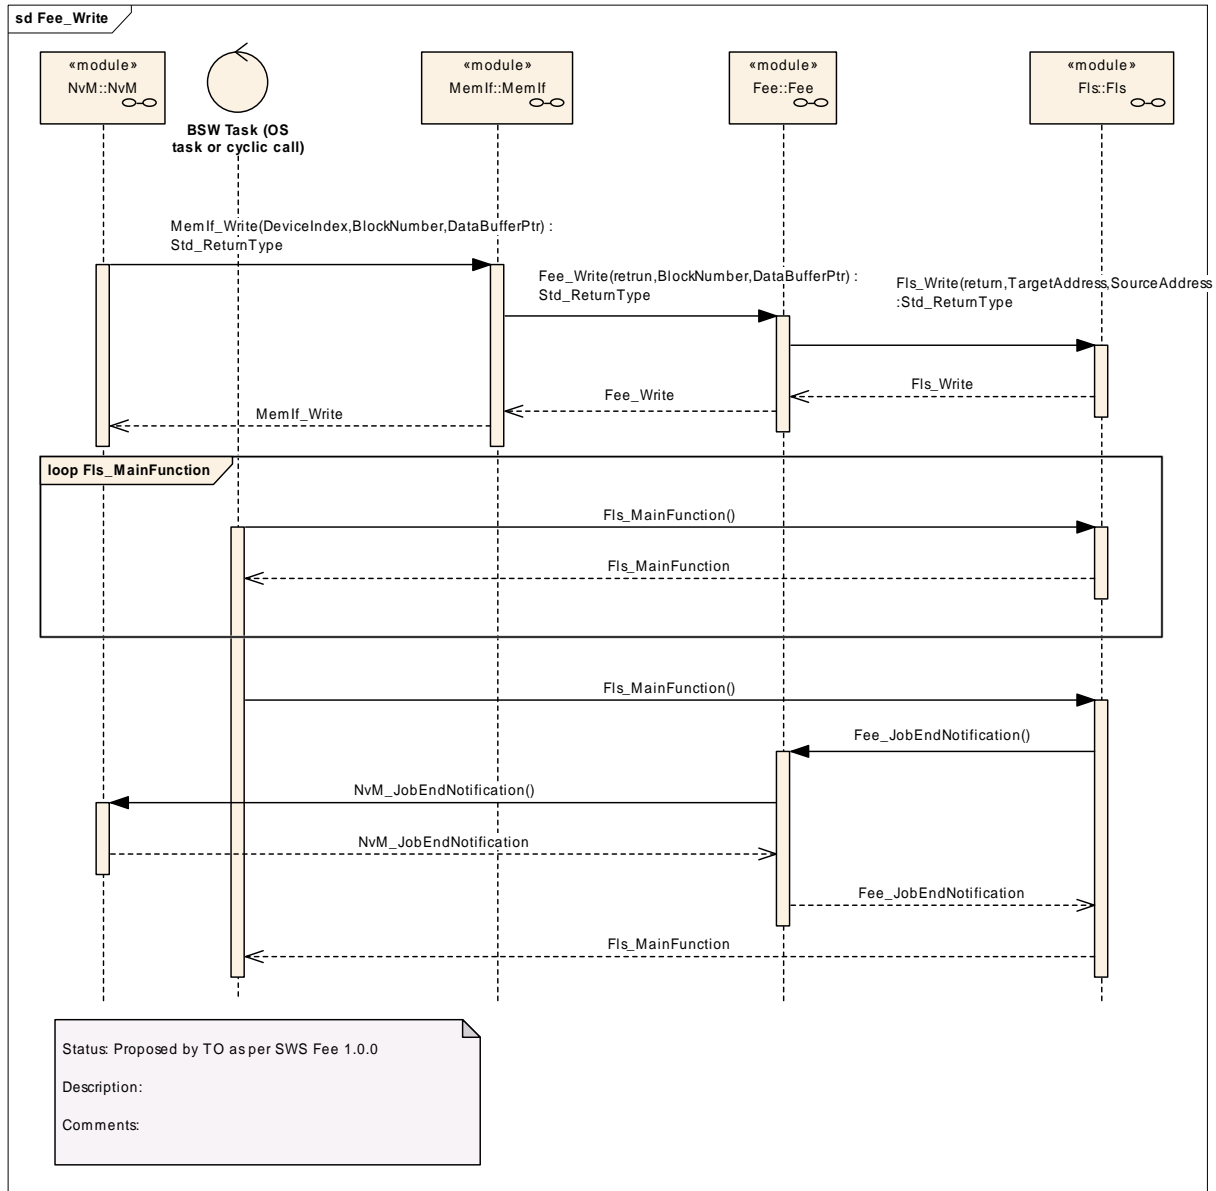 sd Fee_Write
«module»
NvM::NvM
BSW Task (OS
task or cyclic call)
«module»
MemIf::MemIf
«module»
Fee::Fee
«module»
Fls::Fls
MemIf_Write(DeviceIndex,BlockNumber,DataBufferPtr) :
Std_ReturnType
Fee_Write(retrun,BlockNumber,DataBufferPtr) :
Std_ReturnType
Fls_Write(return,TargetAddress,SourceAddress
:Std_ReturnType
Fls_Write
Fee_Write
MemIf_Write
loop Fls_MainFunction
Fls_MainFunction()
Fls_MainFunction
Fls_MainFunction()
Fee_JobEndNotification()
NvM_JobEndNotification()
NvM_JobEndNotification
Fee_JobEndNotification
Fls_MainFunction
Status: Proposed by TO as per SWS Fee 1.0.0
Description:
Comments: